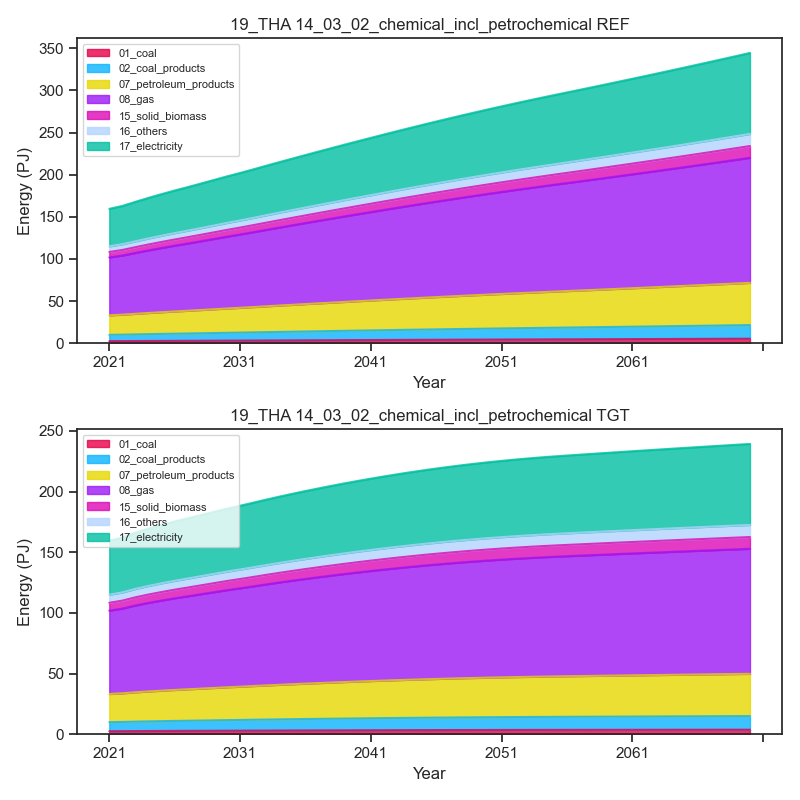 19_THA 14_03_02_chemical_incl_petrochemical REF
01_coal
02_coal_products
07_petroleum_products
08_gas
15_solid_biomass
16_others
17_electricity
350
300
250
200
150
100
50
0
Energy (PJ)
2021 2031 2041 2051 2061
Year
19_THA 14_03_02_chemical_incl_petrochemical TGT
01_coal
02_coal_products
07_petroleum_products
08_gas
15_solid_biomass
16_others
17_electricity
250
200
150
100
50
0
Energy (PJ)
2021 2031 2041 2051 2061
Year